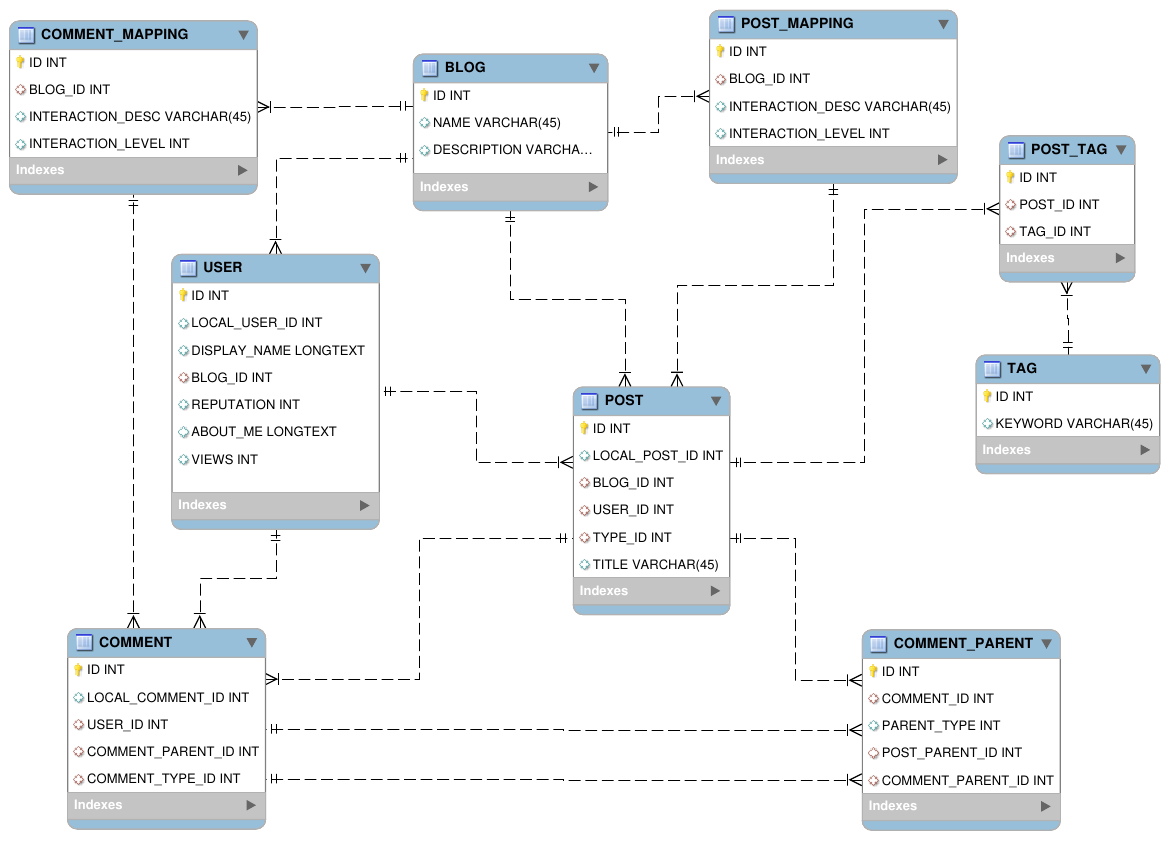 COMMENT_MAPPING
ID INT
BLOG_ID INT
INTERACTION_DESC VARCHAR(45)
INTERACTION_LEVEL INT
Indexes
BLOG
ID INT
NAME VARCHAR(45)
DESCRIPTION VARCHA...
Indexes
POST_MAPPING
ID INT
BLOG_ID INT
INTERACTION_DESC VARCHAR(45)
INTERACTION_LEVEL INT
Indexes
POST_TAG
ID INT
POST_ID INT
TAG_ID INT
Indexes
USER
ID INT
LOCAL_USER_ID INT
DISPLAY_NAME LONGTEXT
BLOG_ID INT
REPUTATION INT
ABOUT_ME LONGTEXT
VIEWS INT
Indexes
TAG
ID INT
KEYWORD VARCHAR(45)
Indexes
POST
ID INT
LOCAL_POST_ID INT
BLOG_ID INT
USER_ID INT
TYPE_ID INT
TITLE VARCHAR(45)
Indexes
COMMENT
ID INT
LOCAL_COMMENT_ID INT
USER_ID INT
COMMENT_PARENT_ID INT
COMMENT_TYPE_ID INT
Indexes
COMMENT_PARENT
ID INT
COMMENT_ID INT
PARENT_TYPE INT
POST_PARENT_ID INT
COMMENT_PARENT_ID INT
Indexes